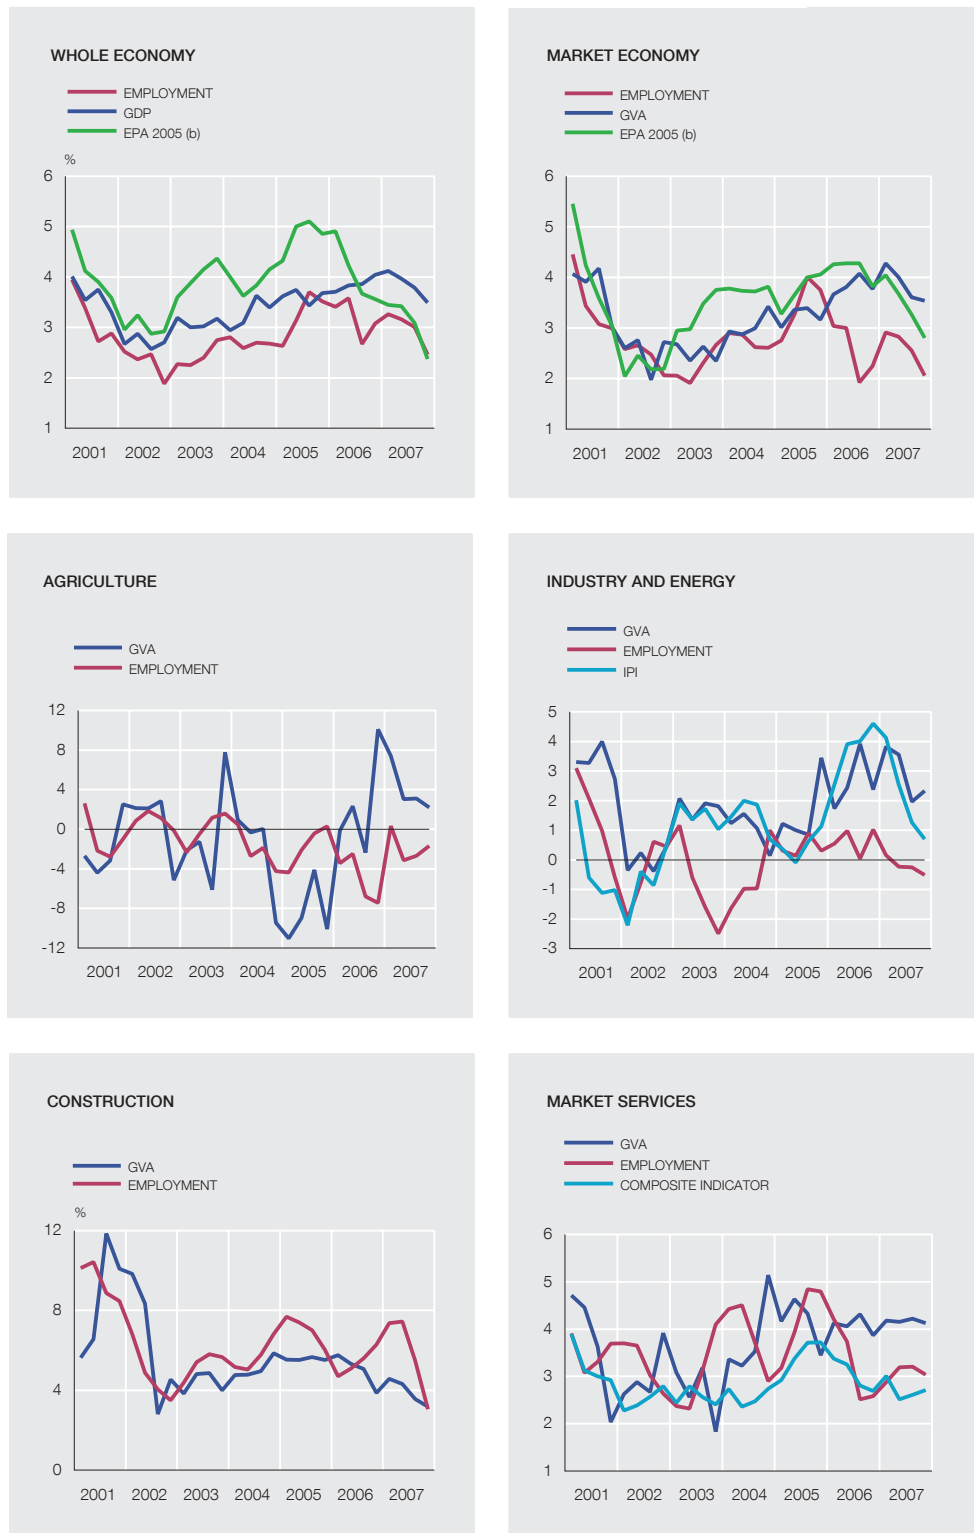 WHOLE ECONOMY
EMPLOYMENT
GDP
EPA 2005 (b)
%
6
5
4
3
2
1
2001 2002 2003 2004 2005 2006 2007
MARKET ECONOMY
EMPLOYMENT
GVA
EPA 2005 (b)
6
5
4
3
2
1
2001 2002 2003 2004 2005 2006 2007
AGRICULTURE
GVA
EMPLOYMENT
12
8
4
0
-4
-8
-12
2001 2002 2003 2004 2005 2006 2007
INDUSTRY AND ENERGY
GVA
EMPLOYMENT
IPI
5
4
3
2
1
0
-1
-2
-3
2001 2002 2003 2004 2005 2006 2007
CONSTRUCTION
GVA
EMPLOYMENT
%
12
8
4
0
2001 2002 2003 2004 2005 2006 2007
MARKET SERVICES
GVA
EMPLOYMENT
COMPOSITE INDICATOR
6
5
4
3
2
1
2001 2002 2003 2004 2005 2006 2007